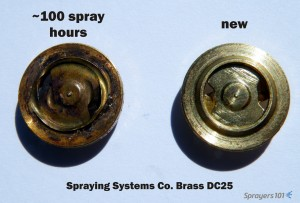 ~100 spray
hours
new
Spraying Systems Co. Brass DC25
Sprayers101